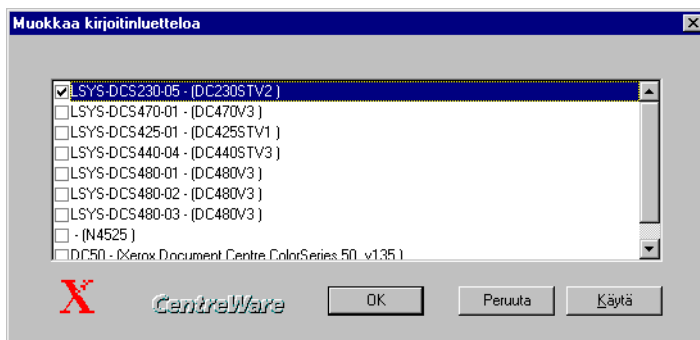 Muokkaa kirjoitinluetteloa
LSYS-DCS230-05 - (DC230STV2 )
LSYS-DCS470-01 - (DC470V3 )
LSYS-DCS425-01 - (DC425STV1 )
LSYS-DCS440-04 - (DC440STV3 )
LSYS-DCS480-01 - (DC480V3 )
LSYS-DCS480-02 - (DC480V3 )
LSYS-DCS480-03 - (DC480V3 )
- (N4525 )
DC50 - (Xerox Document Centre ColorSeries 50 v135 )
X CentreWare OK Peruuta Käytä